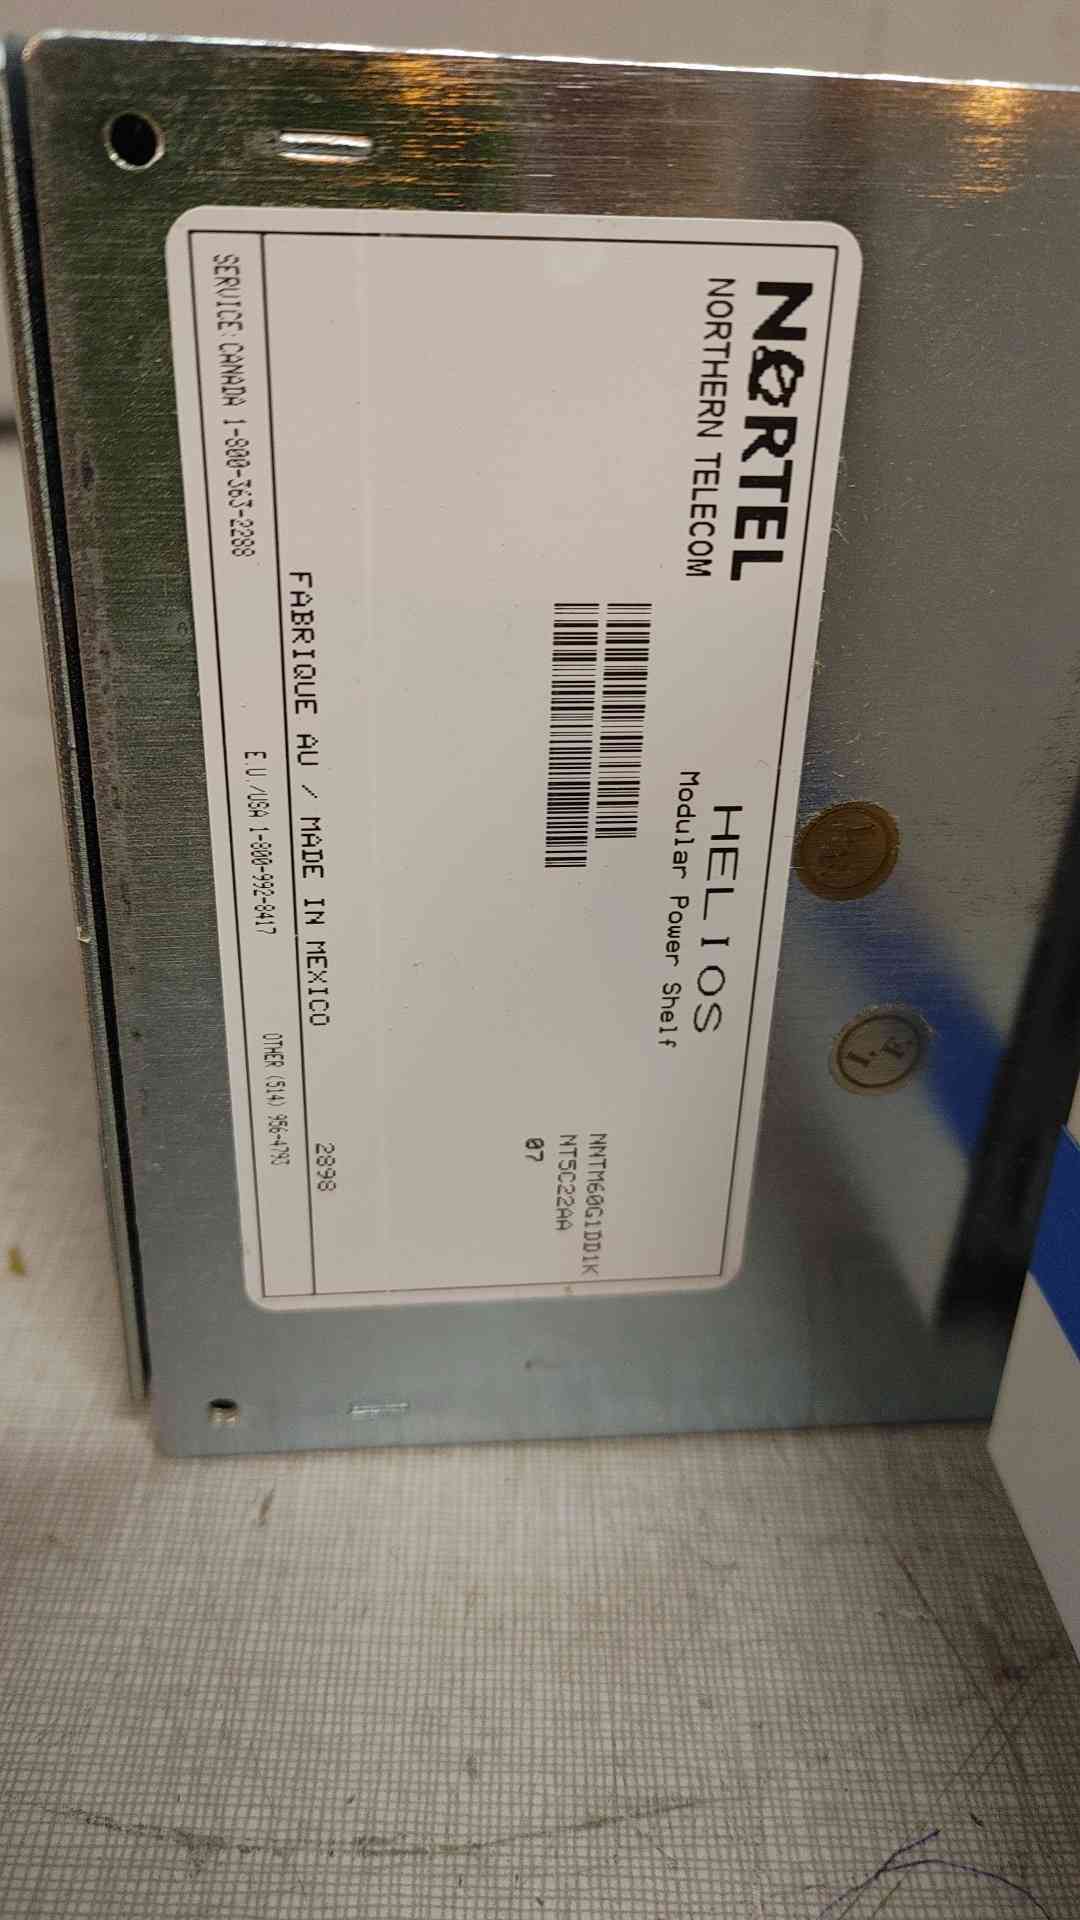 NORTEL
NORTHERN TELECOM
HELIOS
Modular Power Shelf
NNTM60G1DD1K
NT5C22AA
07
FABRIQUE AU / MADE IN MEXICO
2898
SERVICE: CANADA 1-800-363-2288
E.U./USA 1-800-992-8417
OTHER (514) 956-4793
I.F.